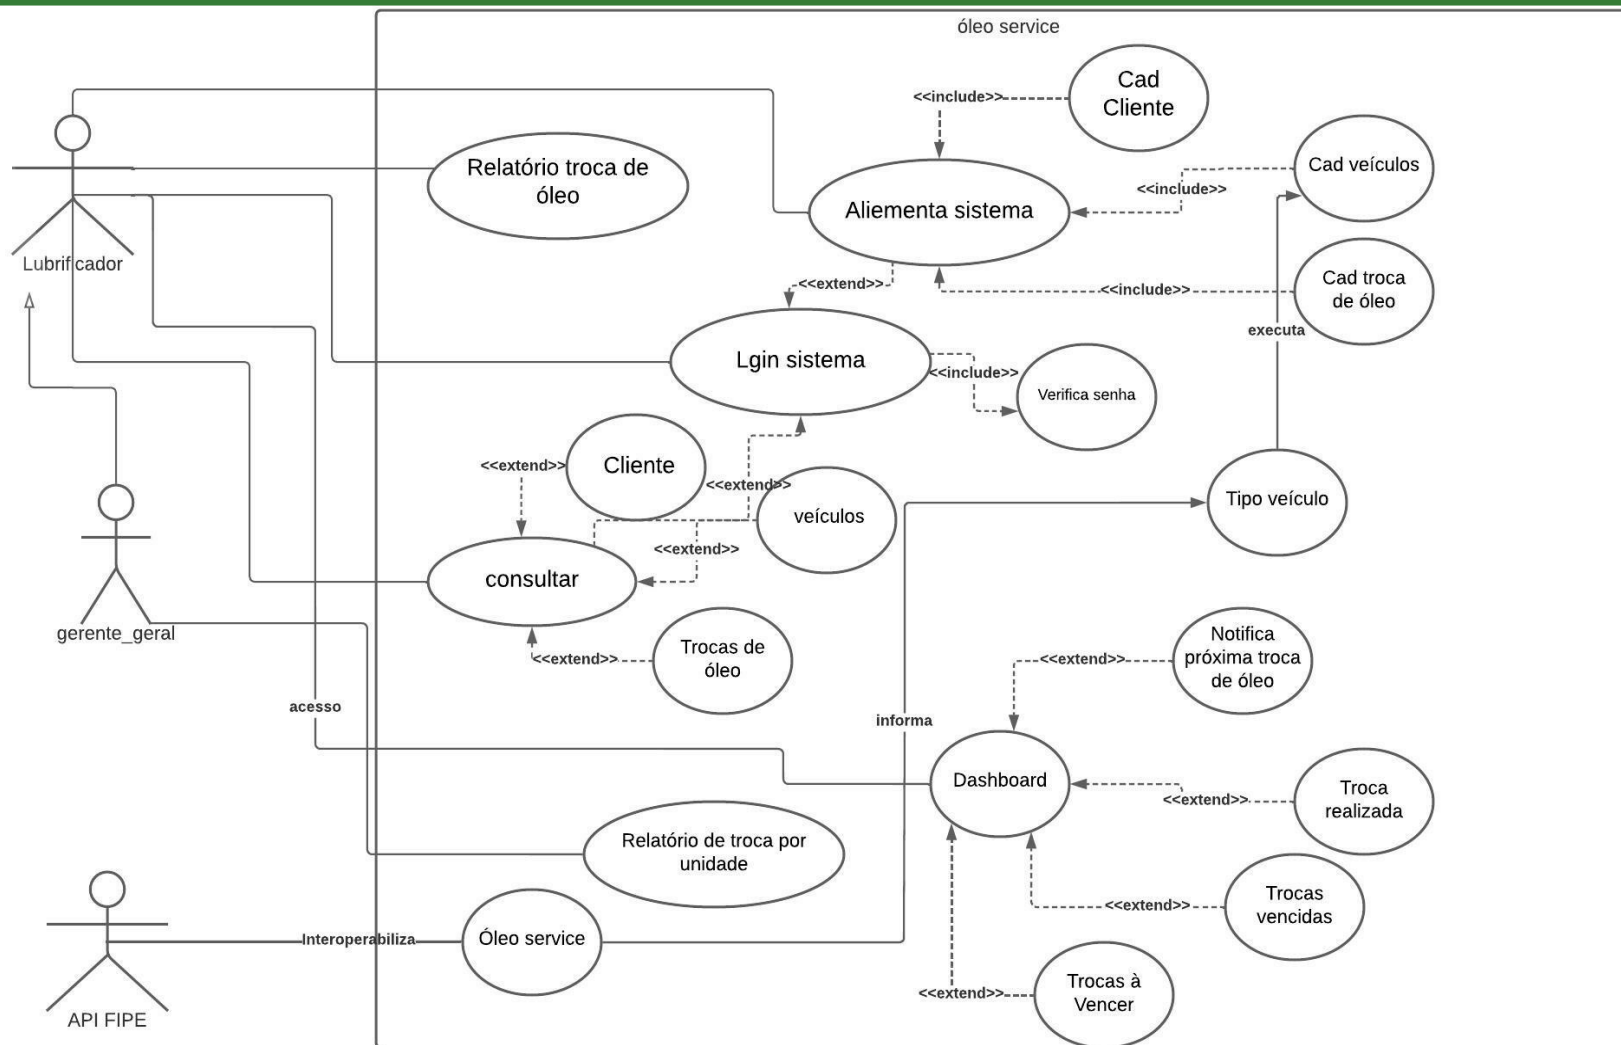 óleo service
Cad
Cliente
<<include>>
Relatório troca de
óleo
Cad veículos
<<include>>
Aliementa sistema
Lubrificador
<<extend>>
<<include>>
Cad troca
de óleo
executa
Lgin sistema
<<include>>
Verifica senha
<<extend>>
Cliente
<<extend>>
veículos
Tipo veículo
<<extend>>
consultar
gerente_geral
<<extend>>
Trocas de
óleo
Notifica
próxima troca
de óleo
<<extend>>
acesso
informa
Dashboard
<<extend>>
Troca
realizada
Relatório de troca por
unidade
<<extend>>
Trocas
vencidas
Interoperabiliza
Óleo service
<<extend>>
Trocas à
Vencer
API FIPE